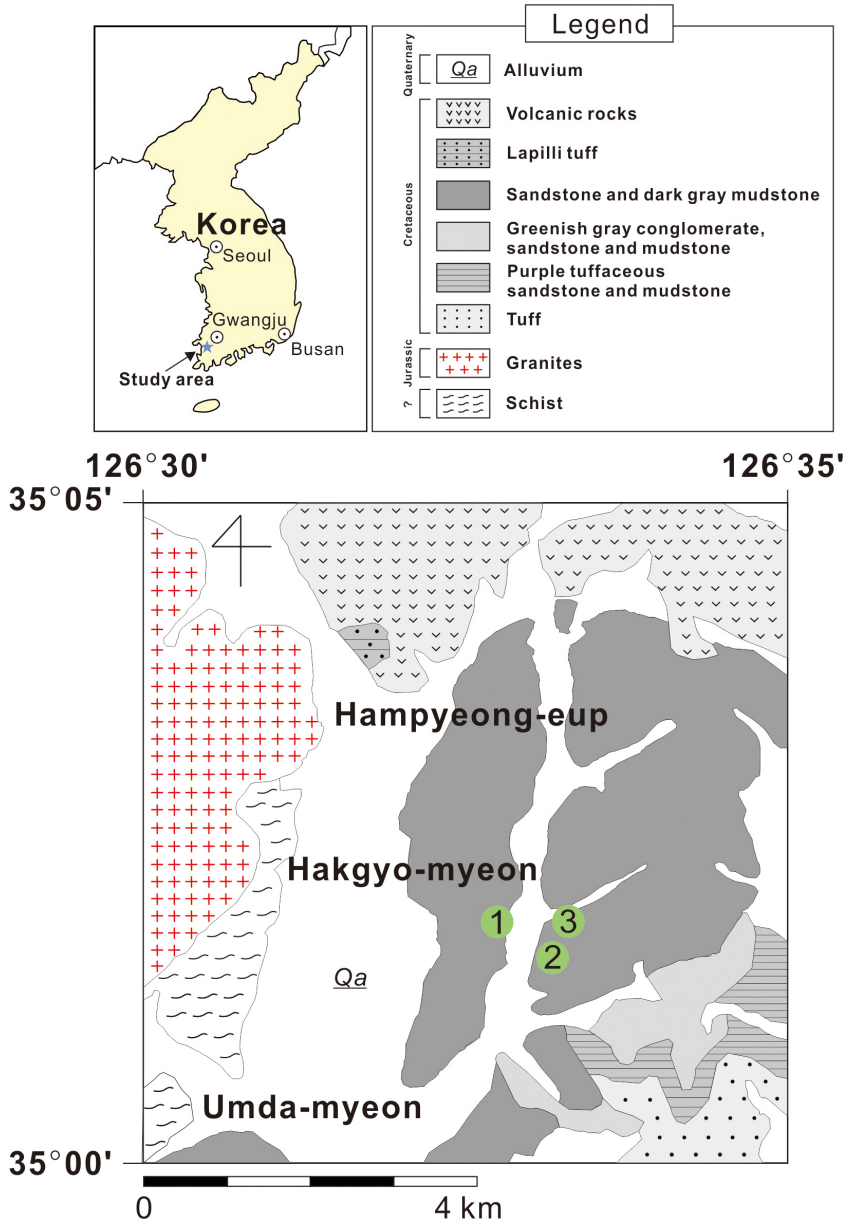 Legend
Korea
Seoul
Gwangju
Busan
Study area
Quaternary
Qa
Alluvium
Cretaceous
Volcanic rocks
Lapilli tuff
Sandstone and dark gray mudstone
Greenish gray conglomerate,
sandstone and mudstone
Purple tuffaceous
sandstone and mudstone
Tuff
Jurassic
Granites
?
Schist
126°30'
126°35'
35°05'
Hampyeong-eup
Hakgyo-myeon
1
3
2
Qa
Umda-myeon
35°00'
0
4 km